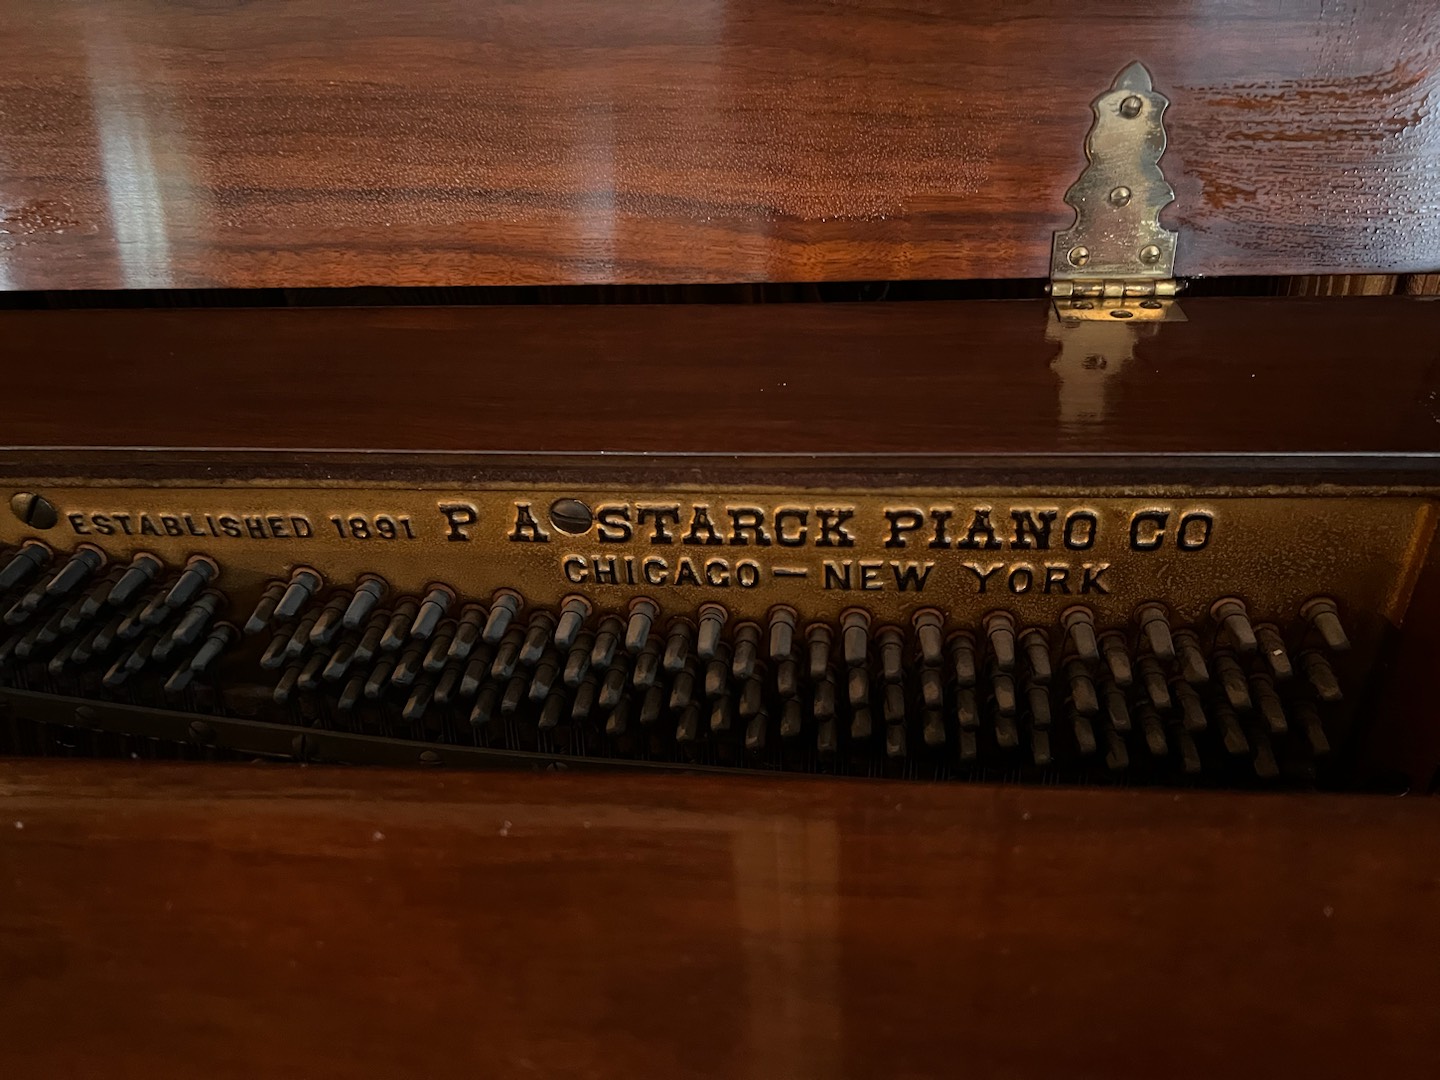 ESTABLISHED 1891 P A STARCK PIANO CO
CHICAGO - NEW YORK